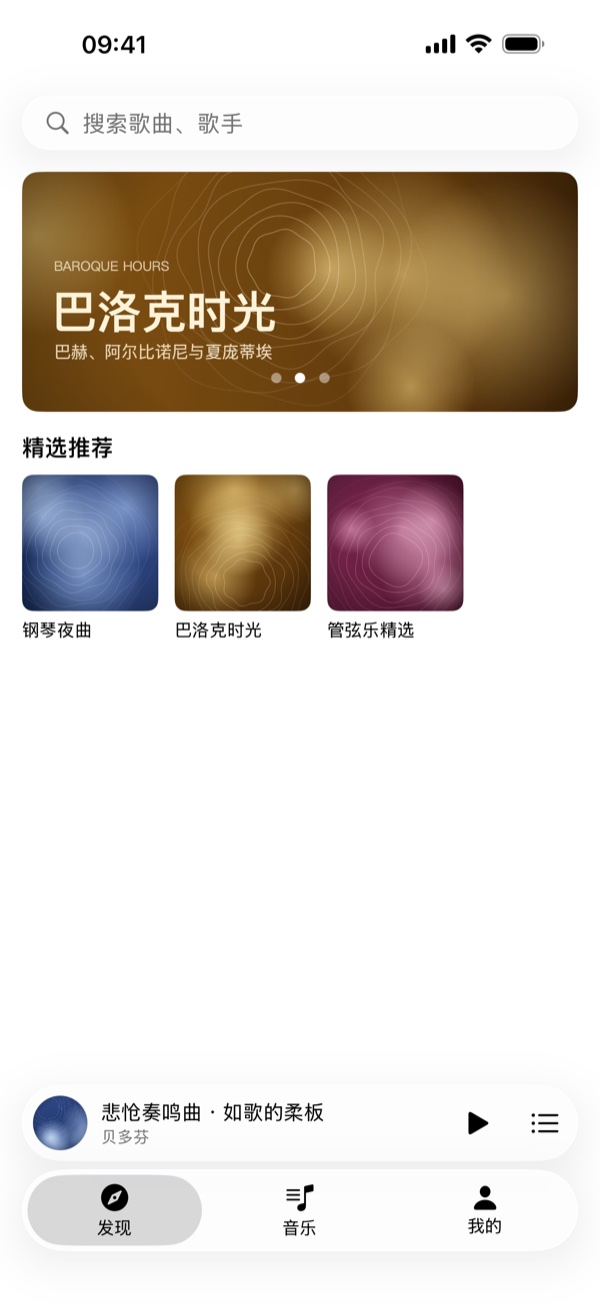 09:41
搜索歌曲、歌手
BAROQUE HOURS
巴洛克时光
巴赫、阿尔比诺尼与夏庞蒂埃
精选推荐
钢琴夜曲
巴洛克时光
管弦乐精选
悲怆奏鸣曲 · 如歌的柔板
贝多芬
发现
音乐
我的